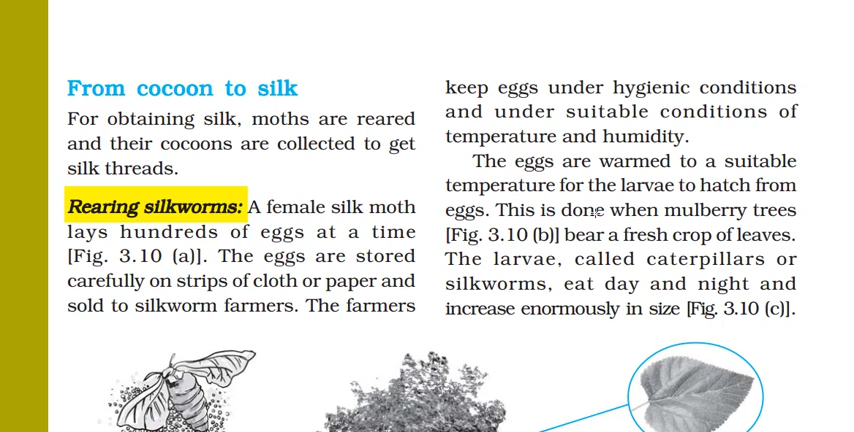 From cocoon to silk
For obtaining silk, moths are reared
and their cocoons are collected to get
silk threads.
Rearing silkworms: A female silk moth
lays hundreds of eggs at a time
[Fig. 3.10 (a)]. The eggs are stored
carefully on strips of cloth or paper and
sold to silkworm farmers. The farmers
keep eggs under hygienic conditions
and under suitable conditions of
temperature and humidity.
The eggs are warmed to a suitable
temperature for the larvae to hatch from
eggs. This is done when mulberry trees
[Fig. 3.10 (b)] bear a fresh crop of leaves.
The larvae, called caterpillars or
silkworms, eat day and night and
increase enormously in size [Fig. 3.10 (c)].